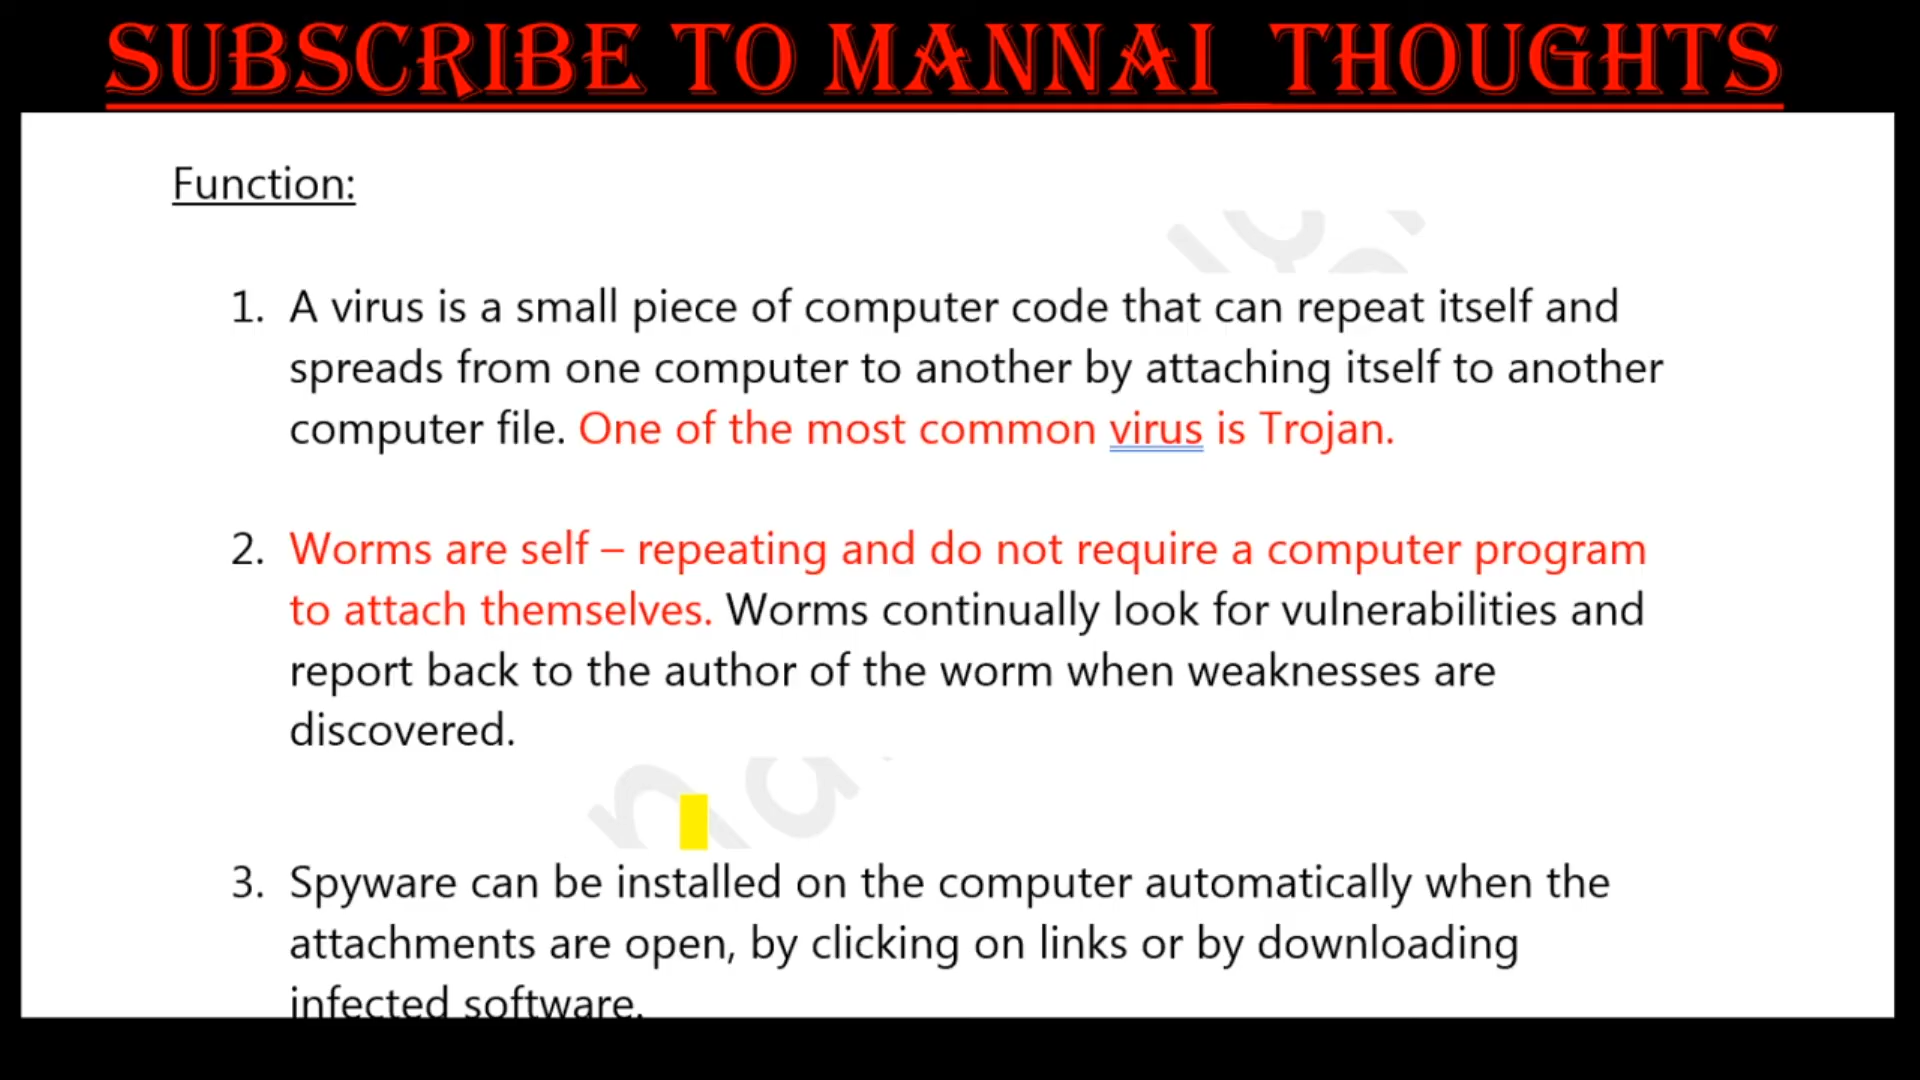 SUBSCRIBE TO MANNAI THOUGHTS
Function:
1. A virus is a small piece of computer code that can repeat itself and
spreads from one computer to another by attaching itself to another
computer file. One of the most common virus is Trojan.
2. Worms are self – repeating and do not require a computer program
to attach themselves. Worms continually look for vulnerabilities and
report back to the author of the worm when weaknesses are
discovered.
3. Spyware can be installed on the computer automatically when the
attachments are open, by clicking on links or by downloading
infected software.